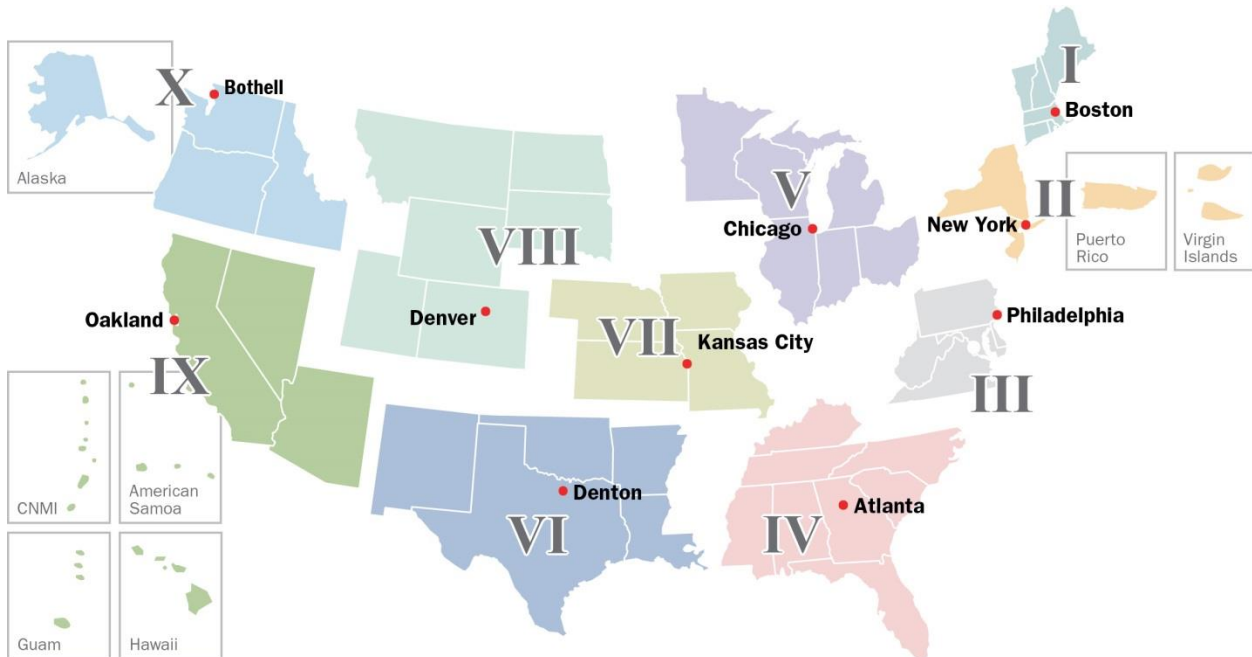 I
X
Bothell
Boston
Alaska
V
II
Chicago
New York
Puerto
Rico
Virgin
Islands
VIII
Oakland
Denver
Philadelphia
VII
Kansas City
IX
III
CNMI
American
Samoa
Denton
Atlanta
VI
IV
Guam
Hawaii